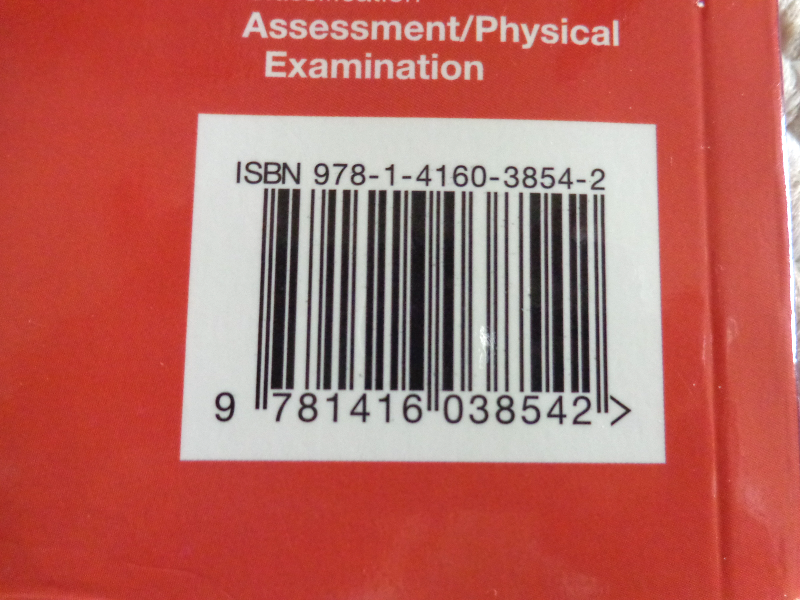 Assessment/Physical
Examination
ISBN 978-1-4160-3854-2
9 781416 038542 >